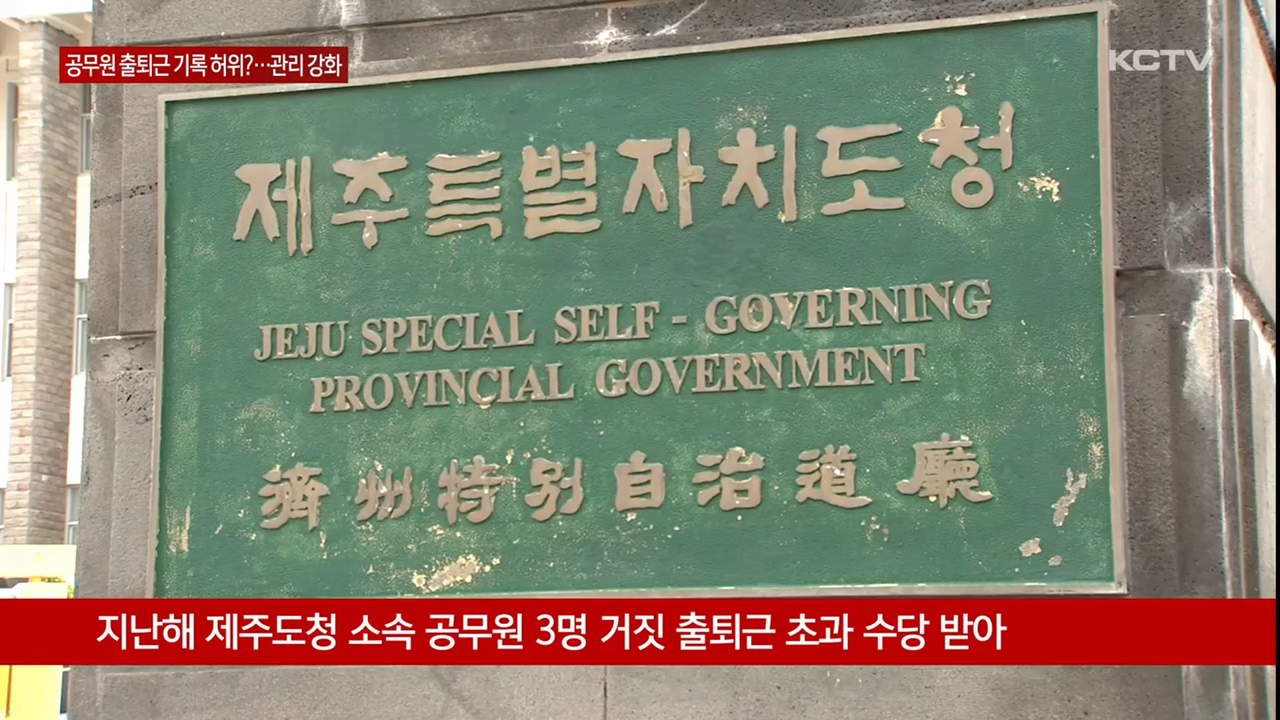 공무원 출퇴근 기록 허위?…관리 강화
KCTV
제주특별자치도청
JEJU SPECIAL SELF - GOVERNING
PROVINCIAL GOVERNMENT
濟州特別自治道廳
지난해 제주도청 소속 공무원 3명 거짓 출퇴근 초과 수당 받아